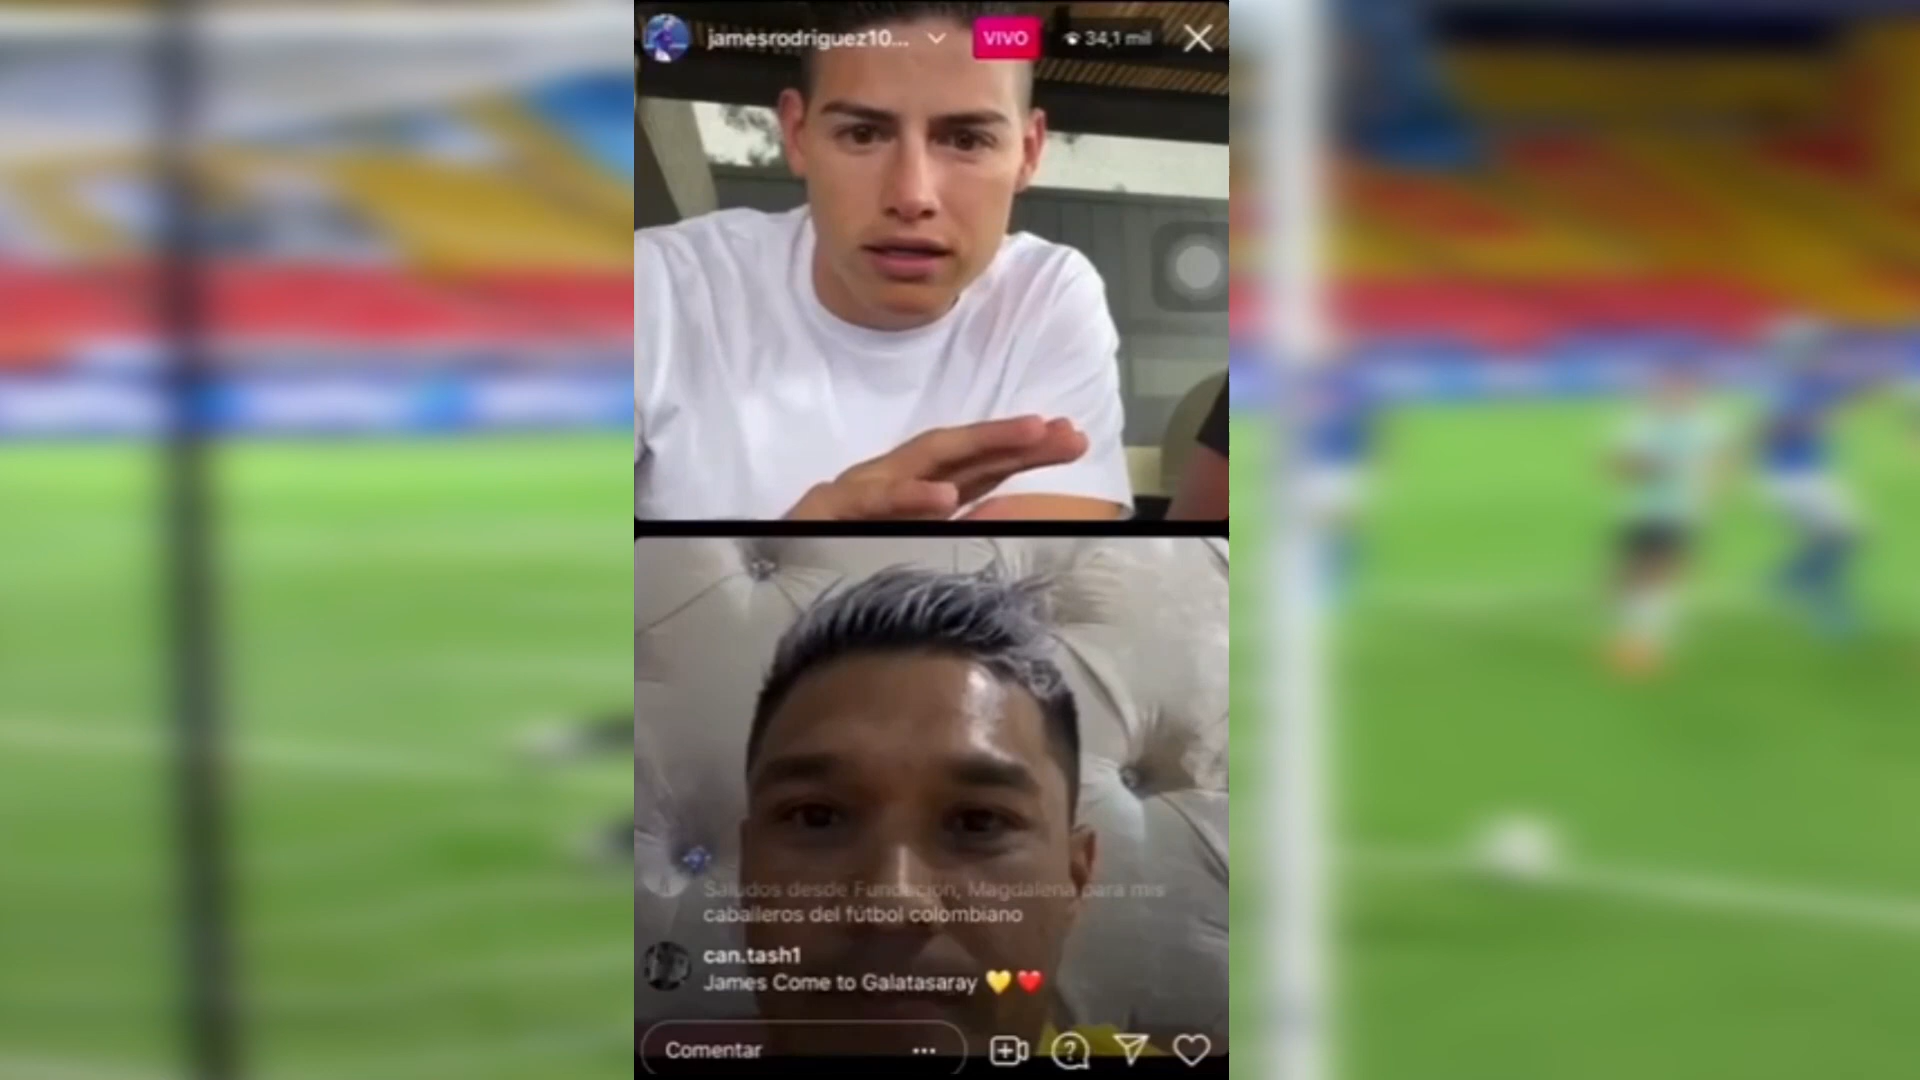 jamesrodriguez10...
VIVO
34,1 mil
Saludos desde Fundación, Magdalena para mis
caballeros del fútbol colombiano
can.tash1
James Come to Galatasaray 💛❤️
Comentar